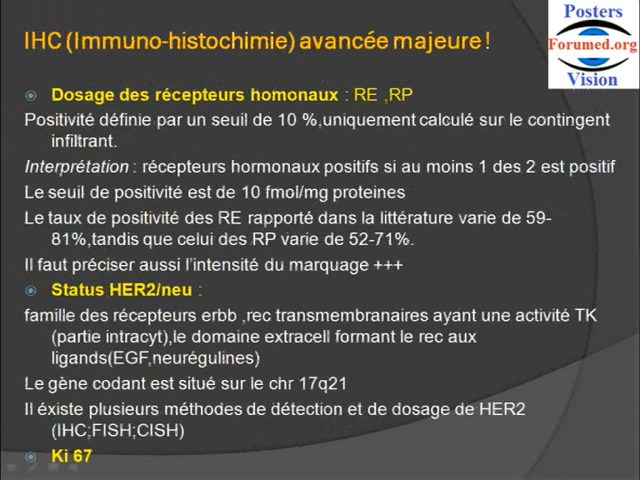 IHC (Immuno-histochimie) avancée majeure !
Posters
Forumed.org
Vision
Dosage des récepteurs homonaux : RE ,RP
Positivité définie par un seuil de 10 %,uniquement calculé sur le contingent
infiltrant.
Interprétation : récepteurs hormonaux positifs si au moins 1 des 2 est positif
Le seuil de positivité est de 10 fmol/mg proteines
Le taux de positivité des RE rapporté dans la littérature varie de 59-
81%,tandis que celui des RP varie de 52-71%.
Il faut préciser aussi l'intensité du marquage +++
Status HER2/neu :
famille des récepteurs erbb ,rec transmembranaires ayant une activité TK
(partie intracyt),le domaine extracell formant le rec aux
ligands(EGF,neurégulines)
Le gène codant est situé sur le chr 17q21
Il éxiste plusieurs méthodes de détection et de dosage de HER2
(IHC;FISH;CISH)
Ki 67